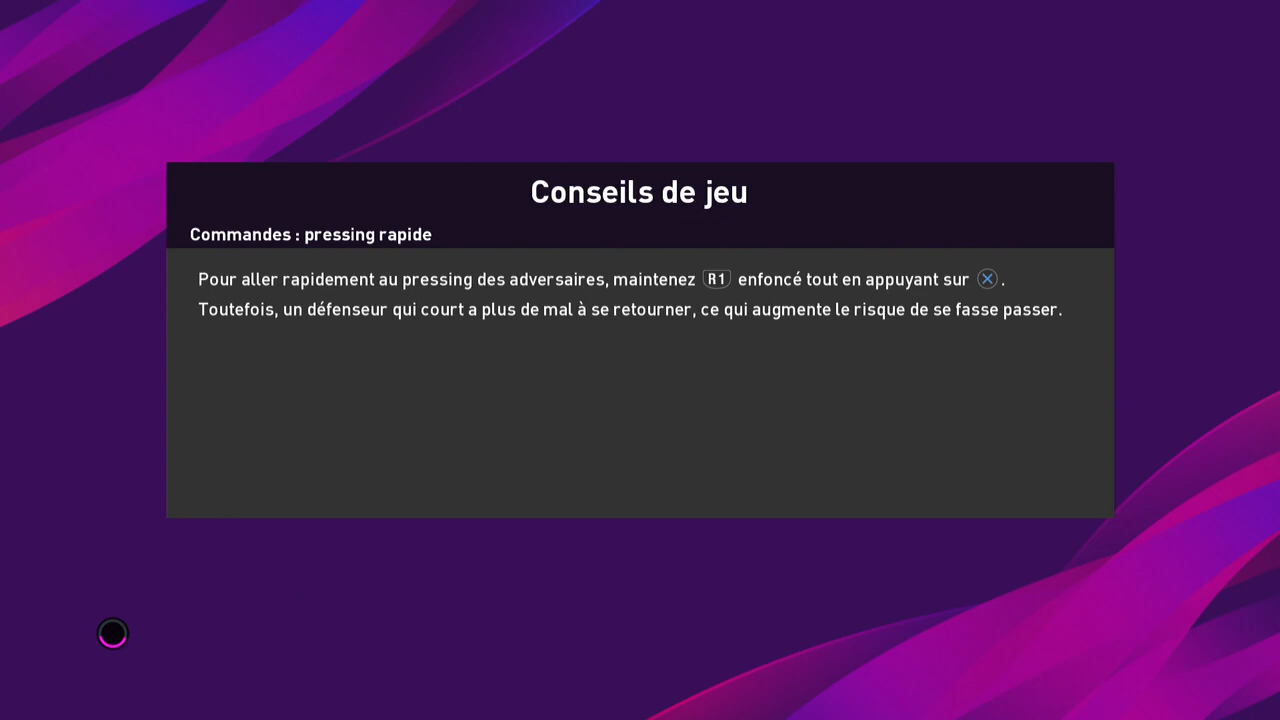 Conseils de jeu
Commandes : pressing rapide
Pour aller rapidement au pressing des adversaires, maintenez R1 enfoncé tout en appuyant sur ⓧ.
Toutefois, un défenseur qui court a plus de mal à se retourner, ce qui augmente le risque de se fasse passer.